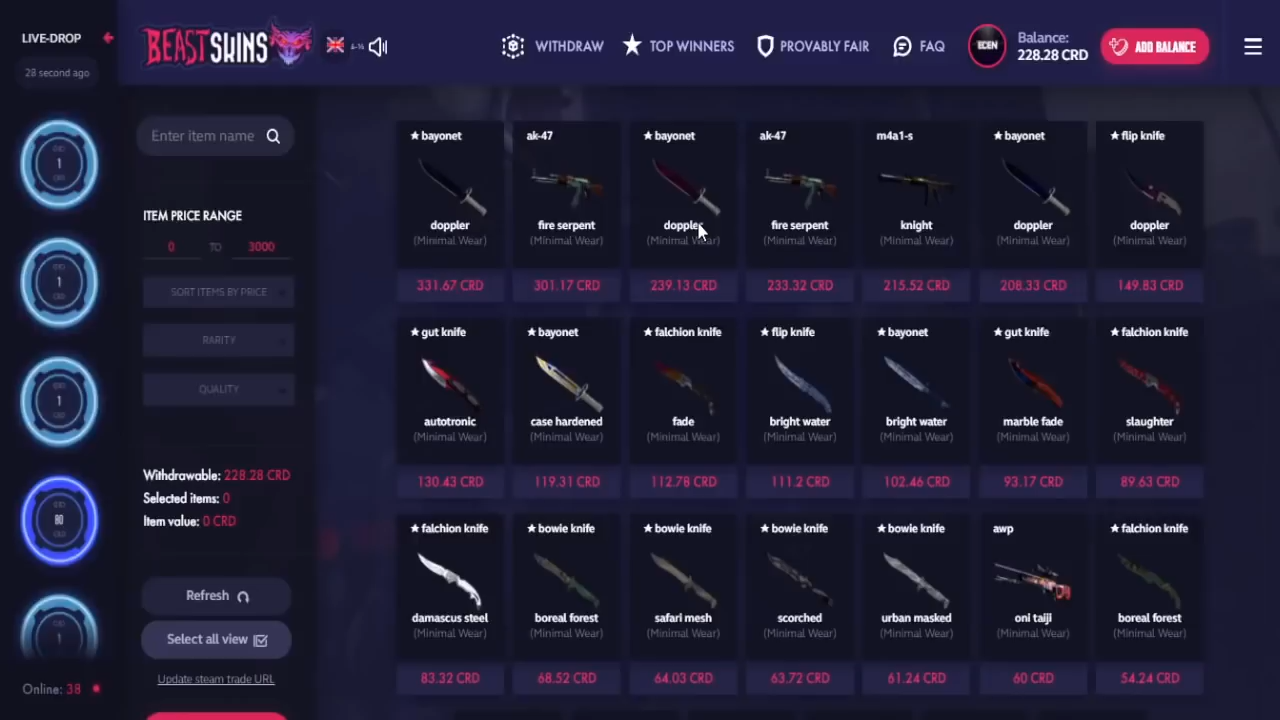 LIVE-DROP
28 second ago
BEASTSKINS
WITHDRAW
TOP WINNERS
PROVABLY FAIR
FAQ
ECEN
Balance:
228.28 CRD
ADD BALANCE
1
CRD
1
CRD
1
CRD
80
CRD
1
Enter item name
ITEM PRICE RANGE
0 TO 3000
SORT ITEMS BY PRICE
RARITY
QUALITY
Withdrawable: 228.28 CRD
Selected items: 0
Item value: 0 CRD
Refresh
Select all view
Update steam trade URL
Online: 38
★ bayonet
doppler
(Minimal Wear)
331.67 CRD
ak-47
fire serpent
(Minimal Wear)
301.17 CRD
★ bayonet
doppler
(Minimal Wear)
239.13 CRD
ak-47
fire serpent
(Minimal Wear)
233.32 CRD
m4a1-s
knight
(Minimal Wear)
215.52 CRD
★ bayonet
doppler
(Minimal Wear)
208.33 CRD
★ flip knife
doppler
(Minimal Wear)
149.83 CRD
★ gut knife
autotronic
(Minimal Wear)
130.43 CRD
★ bayonet
case hardened
(Minimal Wear)
119.31 CRD
★ falchion knife
fade
(Minimal Wear)
112.78 CRD
★ flip knife
bright water
(Minimal Wear)
111.2 CRD
★ bayonet
bright water
(Minimal Wear)
102.46 CRD
★ gut knife
marble fade
(Minimal Wear)
93.17 CRD
★ falchion knife
slaughter
(Minimal Wear)
89.63 CRD
★ falchion knife
damascus steel
(Minimal Wear)
83.32 CRD
★ bowie knife
boreal forest
(Minimal Wear)
68.52 CRD
★ bowie knife
safari mesh
(Minimal Wear)
64.03 CRD
★ bowie knife
scorched
(Minimal Wear)
63.72 CRD
★ bowie knife
urban masked
(Minimal Wear)
61.24 CRD
awp
oni taiji
(Minimal Wear)
60 CRD
★ falchion knife
boreal forest
(Minimal Wear)
54.24 CRD